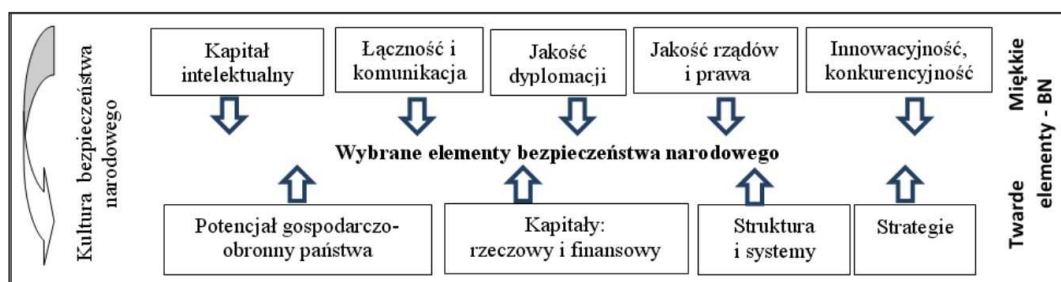 Kultura bezpieczeństwa
narodowego
Kapitał
intelektualny
Łączność i
komunikacja
Jakość
dyplomacji
Jakość rządów
i prawa
Innowacyjność,
konkurencyjność
Wybrane elementy bezpieczeństwa narodowego
Potencjał gospodarczo-
obronny państwa
Kapitały:
rzeczowy i finansowy
Struktura
i systemy
Strategie
Twarde Miękkie
elementy - BN